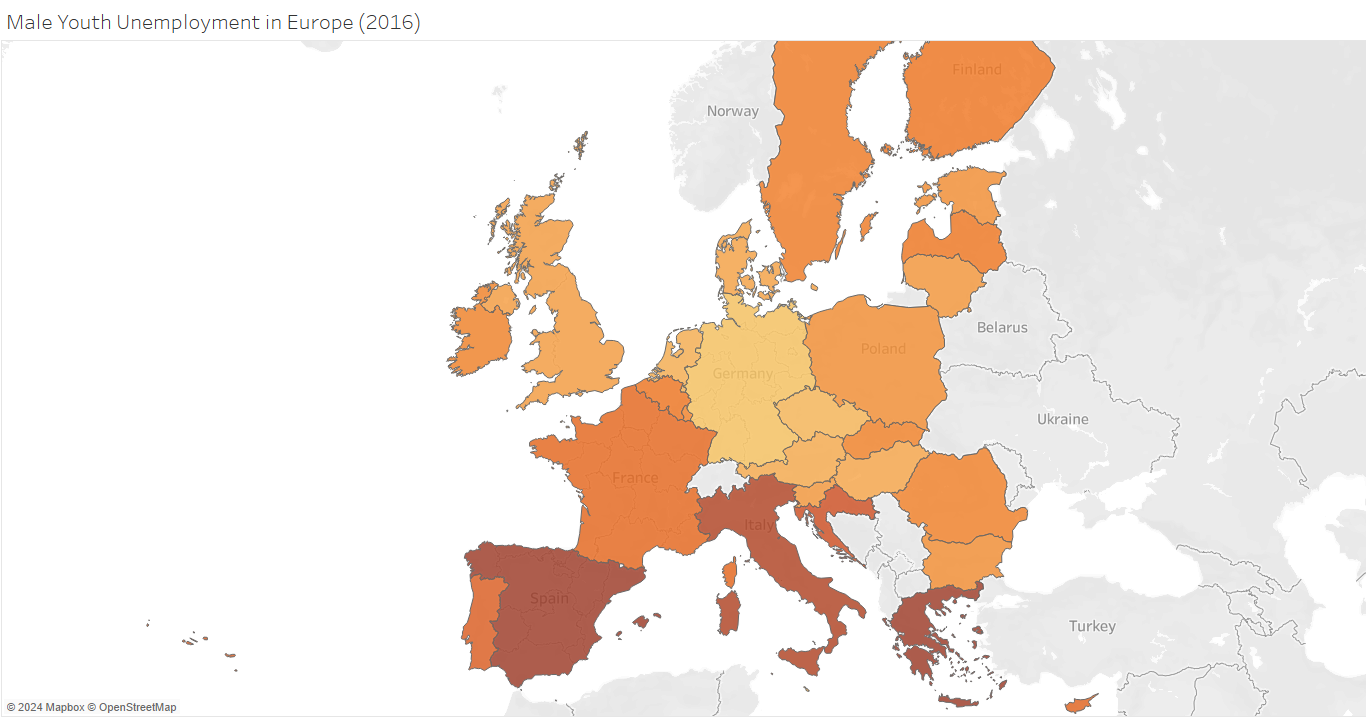 Male Youth Unemployment in Europe (2016)
Finland
Norway
Belarus
Poland
Germany
Ukraine
France
Italy
Spain
Turkey
© 2024 Mapbox © OpenStreetMap